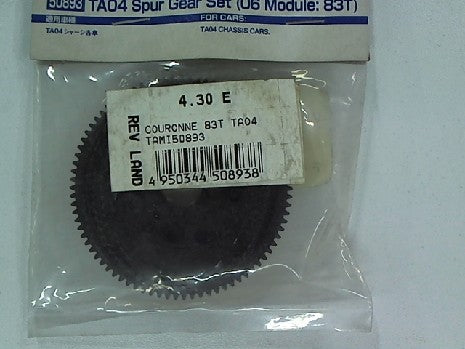 50893 TA04 Spur Gear Set (06 Module: 83T)
適用車種
FOR CARS:
TA04 シャーシ各車
TA04 CHASSIS CARS.
4.30 E
REV LAND
COURONNE 83T TA04
TAMI50893
4 950344 508938